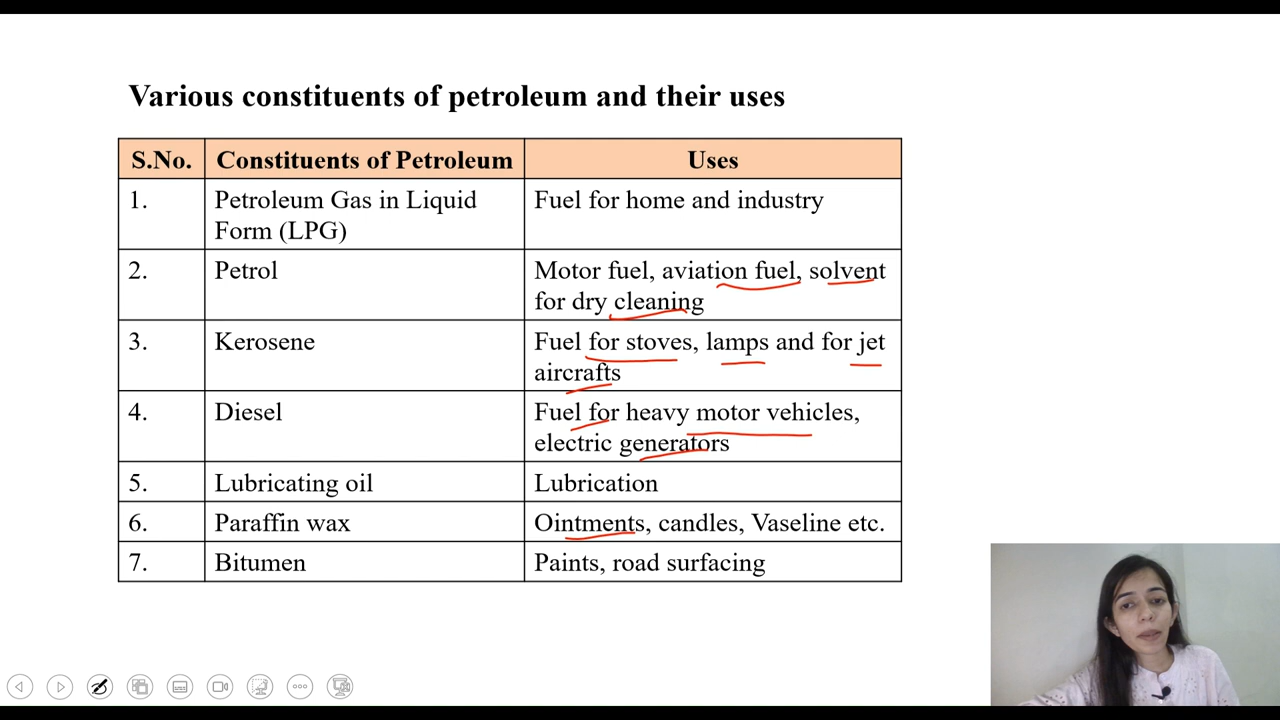 Various constituents of petroleum and their uses
S.No. Constituents of Petroleum Uses
1. Petroleum Gas in Liquid Fuel for home and industry
Form (LPG)
2. Petrol Motor fuel, aviation fuel, solvent
for dry cleaning
3. Kerosene Fuel for stoves, lamps and for jet
aircrafts
4. Diesel Fuel for heavy motor vehicles,
electric generators
5. Lubricating oil Lubrication
6. Paraffin wax Ointments, candles, Vaseline etc.
7. Bitumen Paints, road surfacing